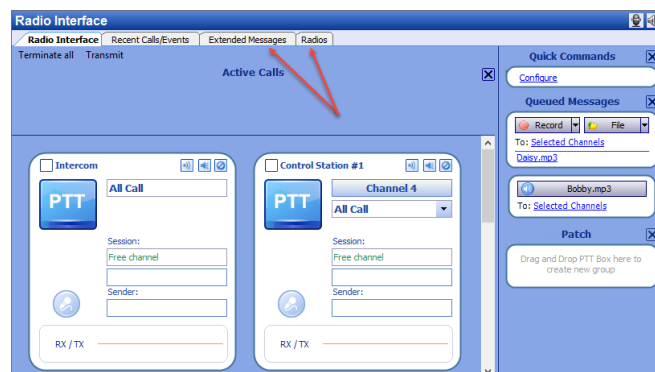 Radio Interface
Radio Interface Recent Calls/Events Extended Messages Radios
Terminate all Transmit
Active Calls
Intercom
PTT
All Call
Session:
Free channel
Sender:
RX / TX
Control Station #1
PTT
Channel 4
All Call
Session:
Free channel
Sender:
RX / TX
Quick Commands
Configure
Queued Messages
Record File
To: Selected Channels
Daisy.mp3
Bobby.mp3
To: Selected Channels
Patch
Drag and Drop PTT Box here to
create new group